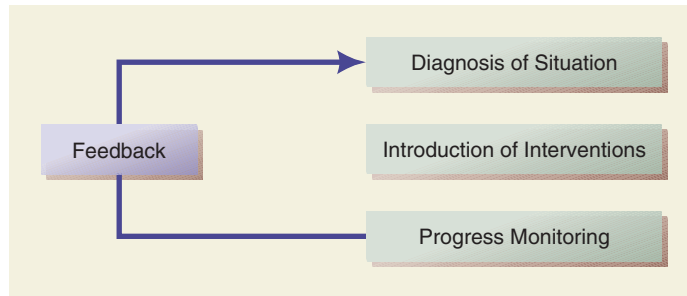 Diagnosis of Situation
Feedback
Introduction of Interventions
Progress Monitoring